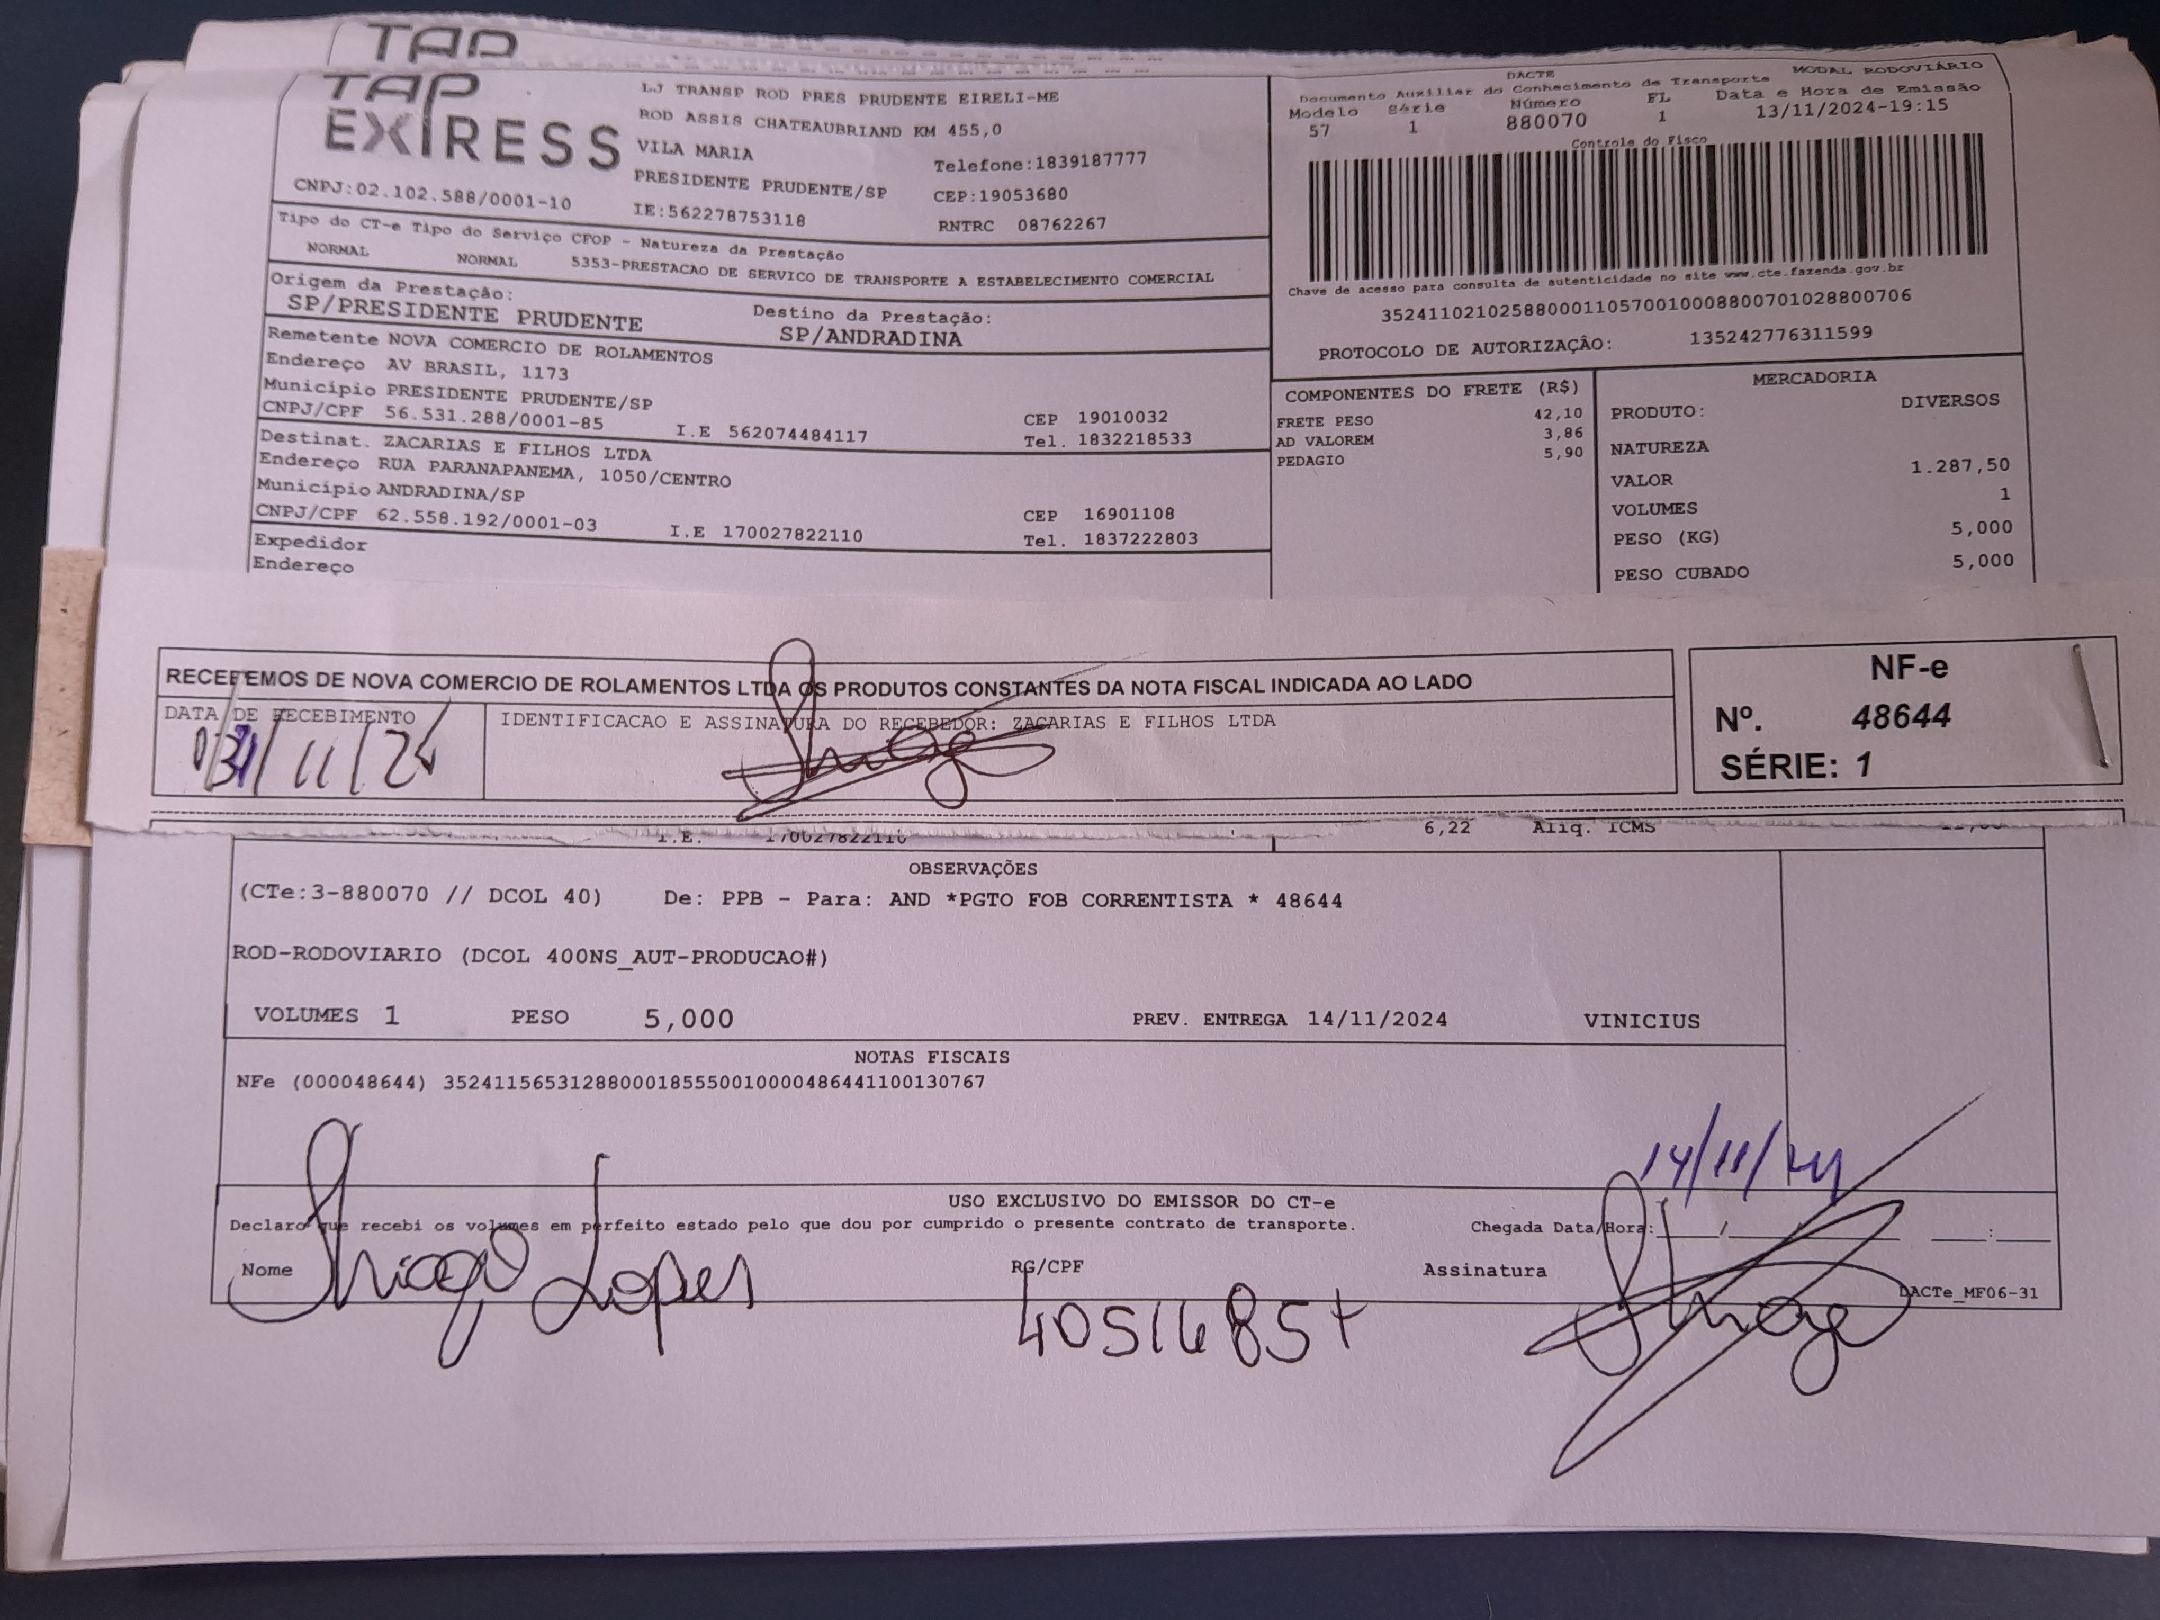 TAP
TAP
EXPRESS
LJ TRANSP ROD PRES PRUDENTE EIRELI-ME
ROD ASSIS CHATEAUBRIAND KM 455,0
VILA MARIA
Telefone:1839187777
PRESIDENTE PRUDENTE/SP
CEP:19053680
CNPJ:02.102.588/0001-10
IE:562278753118
RNTRC 08762267
DACTE
MODAL RODOVIÁRIO
Documento Auxiliar do Conhecimento de Transporte
Modelo Série Número FL Data e Hora de Emissão
57 1 880070 1 13/11/2024-19:15
Controle do Fisco
Chave de acesso para consulta de autenticidade no site www.cte.fazenda.gov.br
35241102102588000110570010008800701028800706
PROTOCOLO DE AUTORIZAÇÂO: 135242776311599
Tipo do CT-e Tipo do Serviço CFOP - Natureza da Prestação
NORMAL NORMAL 5353-PRESTACAO DE SERVICO DE TRANSPORTE A ESTABELECIMENTO COMERCIAL
Origem da Prestação:
SP/PRESIDENTE PRUDENTE
Destino da Prestação:
SP/ANDRADINA
Remetente NOVA COMERCIO DE ROLAMENTOS
Endereço AV BRASIL, 1173
Município PRESIDENTE PRUDENTE/SP
CEP 19010032
CNPJ/CPF 56.531.288/0001-85 I.E 562074484117 Tel. 1832218533
Destinat. ZACARIAS E FILHOS LTDA
Endereço RUA PARANAPANEMA, 1050/CENTRO
Município ANDRADINA/SP
CEP 16901108
CNPJ/CPF 62.558.192/0001-03 I.E 170027822110 Tel. 1837222803
Expedidor
Endereço
COMPONENTES DO FRETE (R$)
FRETE PESO 42,10
AD VALOREM 3,86
PEDAGIO 5,90
MERCADORIA
PRODUTO: DIVERSOS
NATUREZA
VALOR 1.287,50
VOLUMES 1
PESO (KG) 5,000
PESO CUBADO 5,000
RECEBEMOS DE NOVA COMERCIO DE ROLAMENTOS LTDA OS PRODUTOS CONSTANTES DA NOTA FISCAL INDICADA AO LADO
DATA DE RECEBIMENTO
IDENTIFICACAO E ASSINATURA DO RECEBEDOR: ZACARIAS E FILHOS LTDA
Thiago
NF-e
Nº. 48644
SÉRIE: 1
I.E. 170027822110 6,22 Aliq. ICMS
OBSERVAÇÕES
(CTe:3-880070 // DCOL 40) De: PPB - Para: AND *PGTO FOB CORRENTISTA * 48644
ROD-RODOVIARIO (DCOL 400NS_AUT-PRODUCAO#)
VOLUMES 1 PESO 5,000 PREV. ENTREGA 14/11/2024 VINICIUS
NOTAS FISCAIS
NFe (000048644) 35241156531288000185550010000486441100130767
14/11/24
USO EXCLUSIVO DO EMISSOR DO CT-e
Declaro que recebi os volumes em perfeito estado pelo que dou por cumprido o presente contrato de transporte.
Chegada Data/Hora:____/____ ____:____
Nome Thiago Lopes RG/CPF Assinatura Thiago
DACTe_MF06-31